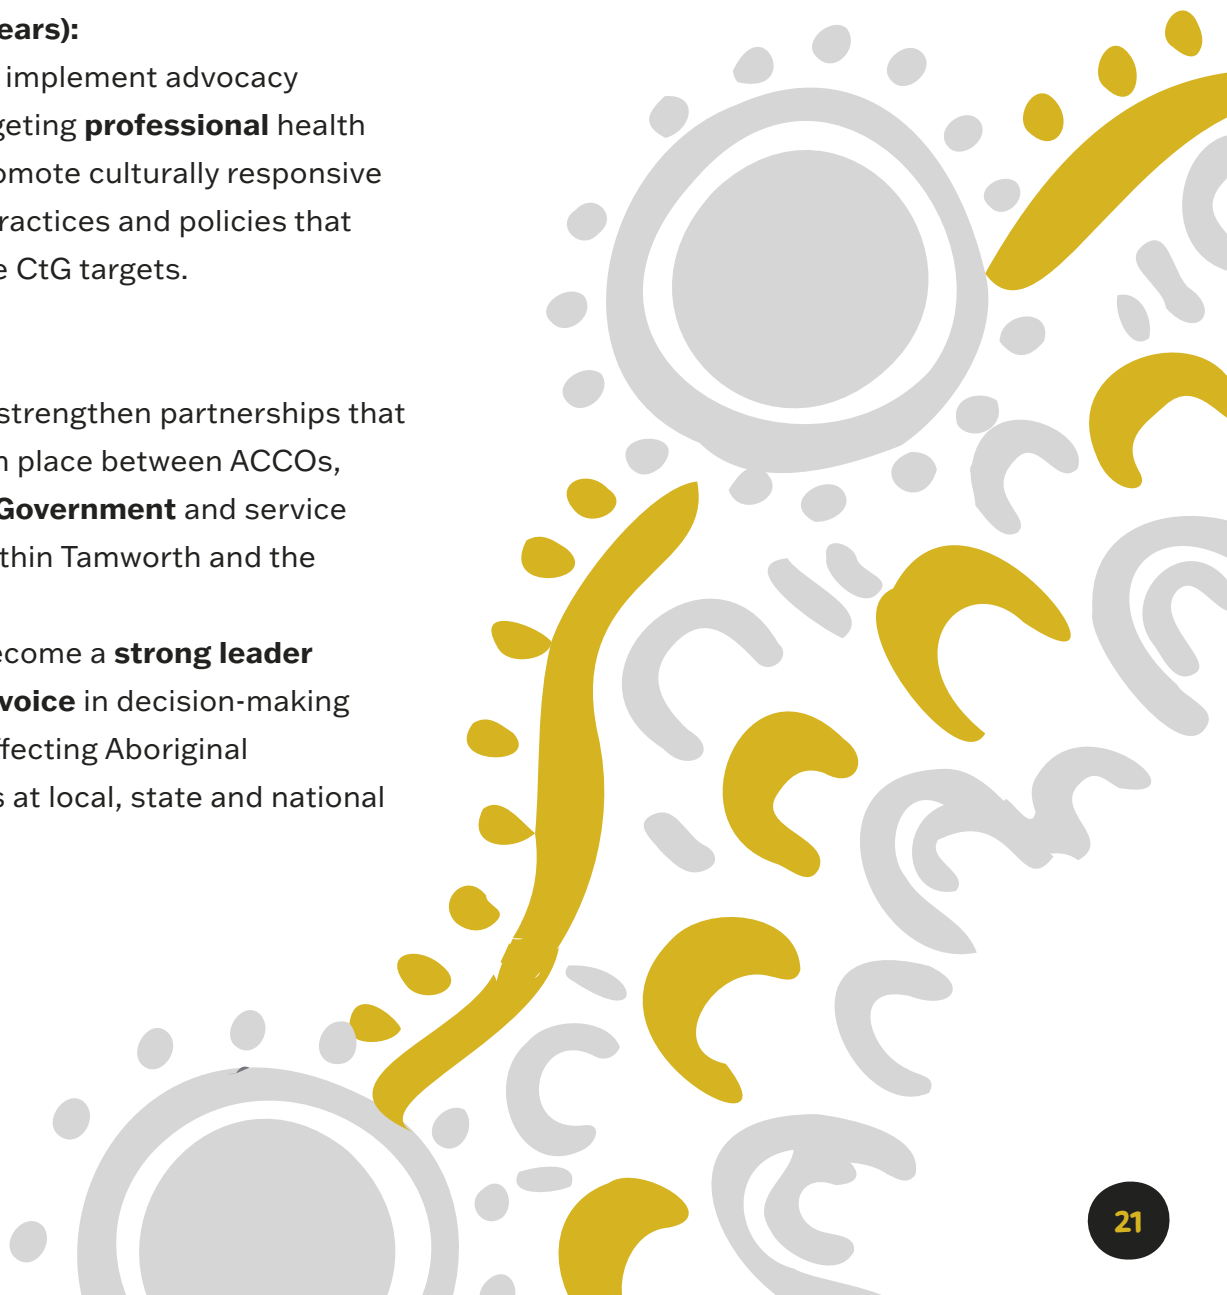 ears):
implement advocacy
geting professional health
omote culturally responsive
ractices and policies that
e CtG targets.
strengthen partnerships that
n place between ACCOs,
Government and service
thin Tamworth and the
ecome a strong leader
voice in decision-making
ffecting Aboriginal
s at local, state and national
21